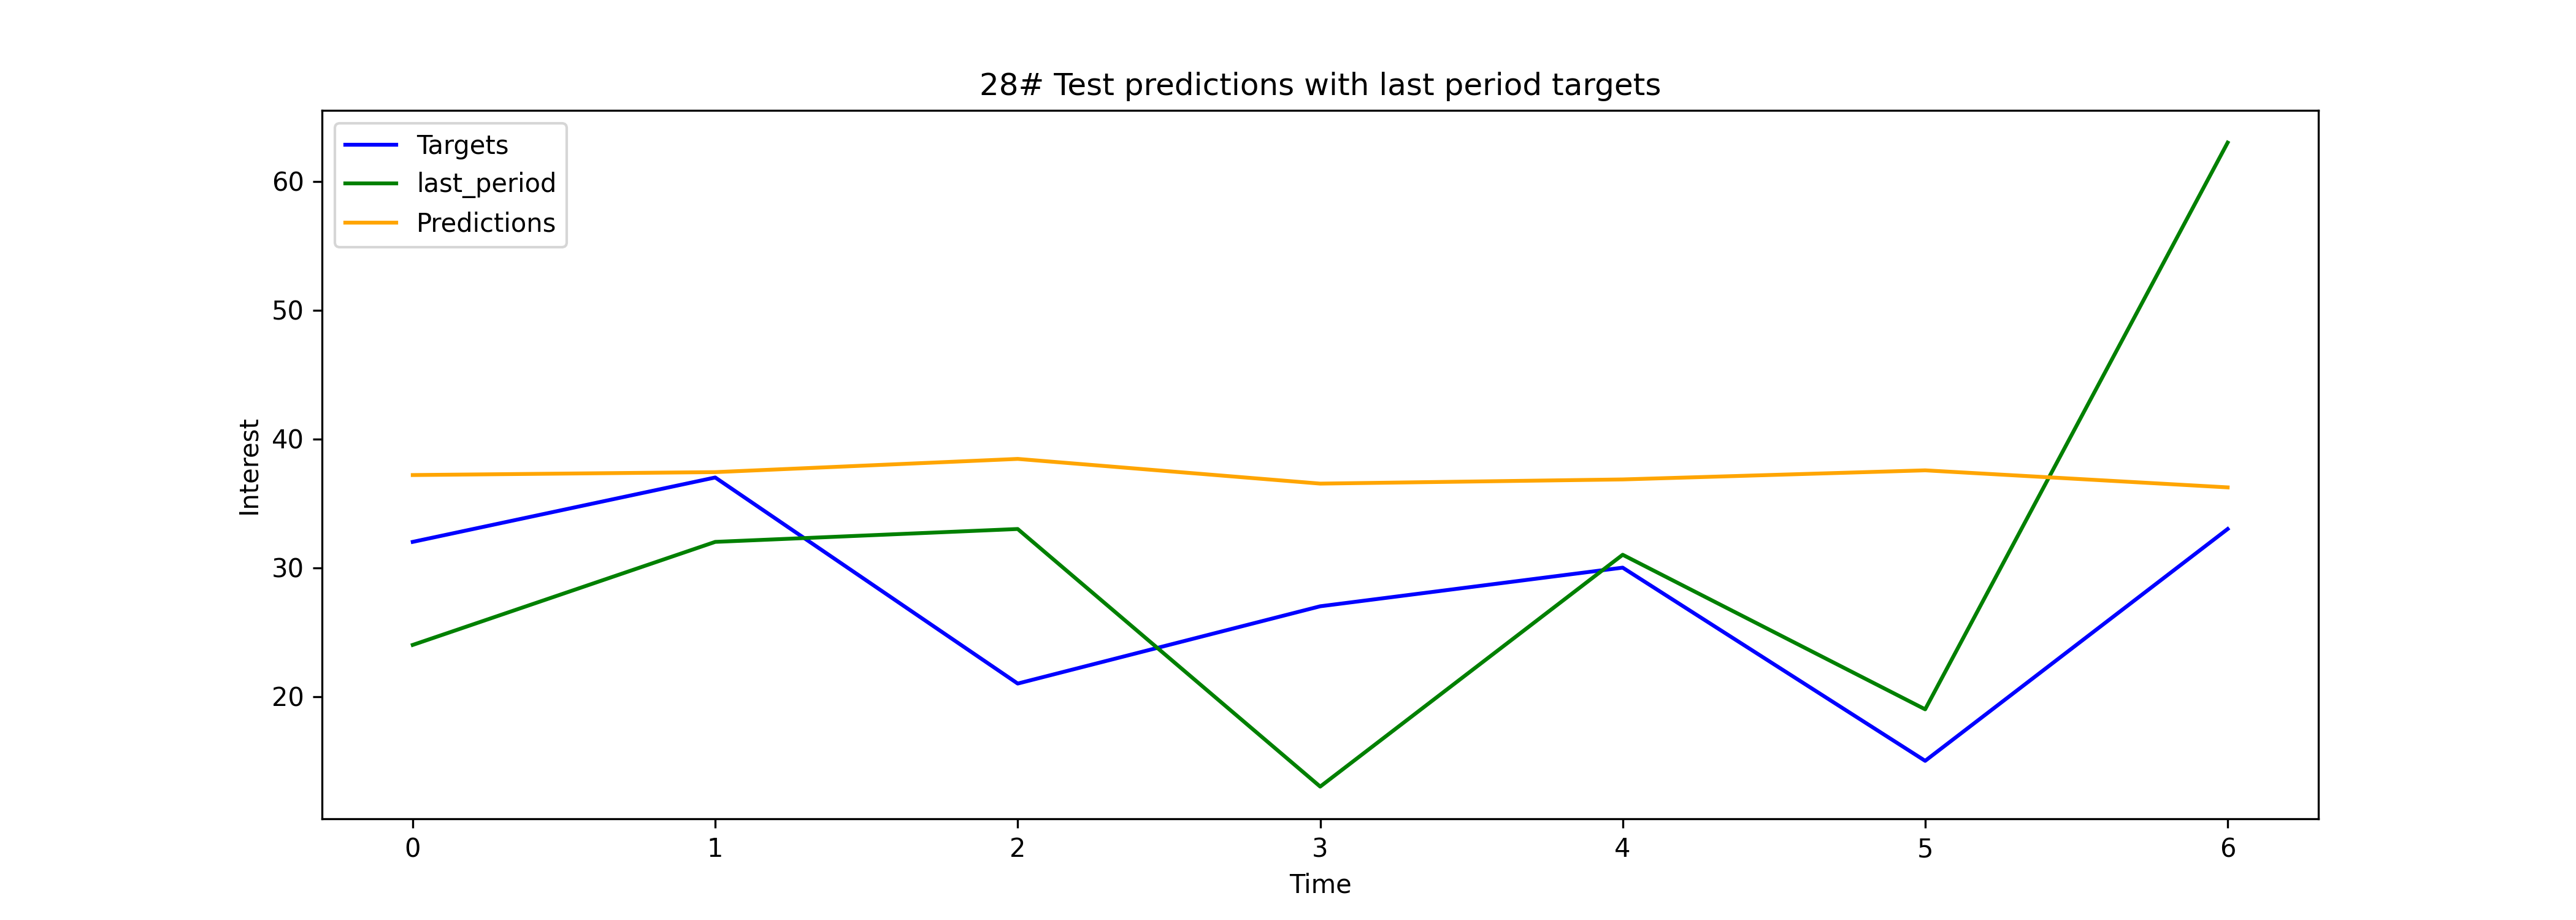 28# Test predictions with last period targets
Targets
last_period
Predictions
60
50
40
30
20
Interest
0 1 2 3 4 5 6
Time